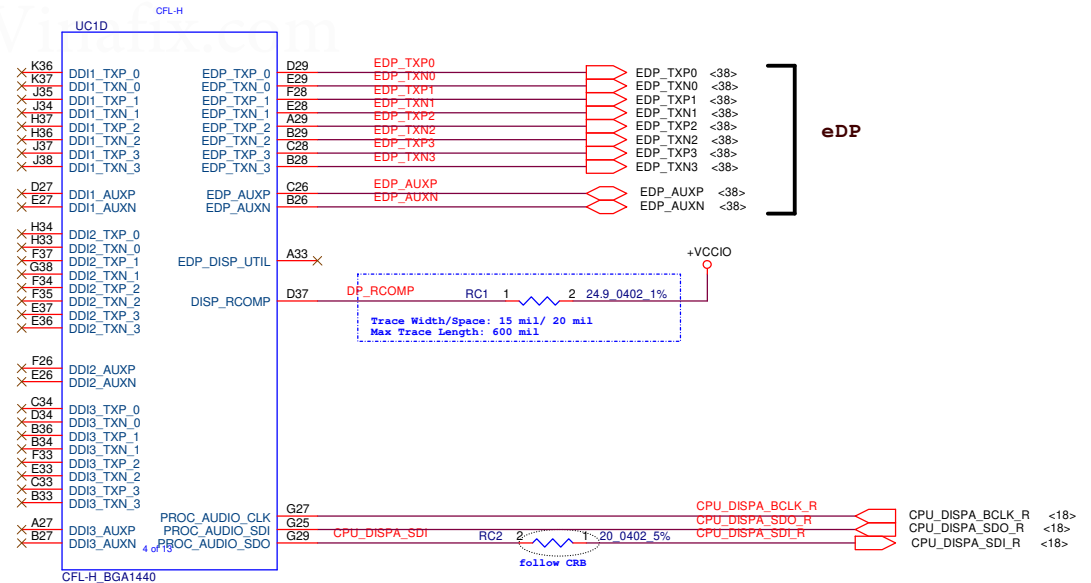 Vinafix.com
CFL-H
UC1D
K36 DDI1_TXP_0 EDP_TXP_0 D29 EDP_TXP0 EDP_TXP0 <38>
K37 DDI1_TXN_0 EDP_TXN_0 E29 EDP_TXN0 EDP_TXN0 <38>
J35 DDI1_TXP_1 EDP_TXP_1 F28 EDP_TXP1 EDP_TXP1 <38>
J34 DDI1_TXN_1 EDP_TXN_1 E28 EDP_TXN1 EDP_TXN1 <38>
H37 DDI1_TXP_2 EDP_TXP_2 A29 EDP_TXP2 EDP_TXP2 <38>
H36 DDI1_TXN_2 EDP_TXN_2 B29 EDP_TXN2 EDP_TXN2 <38>
J37 DDI1_TXP_3 EDP_TXP_3 C28 EDP_TXP3 EDP_TXP3 <38>
J38 DDI1_TXN_3 EDP_TXN_3 B28 EDP_TXN3 EDP_TXN3 <38>
eDP
D27 DDI1_AUXP EDP_AUXP C26 EDP_AUXP EDP_AUXP <38>
E27 DDI1_AUXN EDP_AUXN B26 EDP_AUXN EDP_AUXN <38>
H34 DDI2_TXP_0
H33 DDI2_TXN_0
F37 DDI2_TXP_1 EDP_DISP_UTIL A33
+VCCIO
G38 DDI2_TXN_1
F34 DDI2_TXP_2
F35 DDI2_TXN_2 DISP_RCOMP D37 DP_RCOMP RC1 1 2 24.9_0402_1%
E37 DDI2_TXP_3
E36 DDI2_TXN_3
Trace Width/Space: 15 mil/ 20 mil
Max Trace Length: 600 mil
F26 DDI2_AUXP
E26 DDI2_AUXN
C34 DDI3_TXP_0
D34 DDI3_TXN_0
B36 DDI3_TXP_1
B34 DDI3_TXN_1
F33 DDI3_TXP_2
E33 DDI3_TXN_2
C33 DDI3_TXP_3
B33 DDI3_TXN_3
PROC_AUDIO_CLK G27 CPU_DISPA_BCLK_R CPU_DISPA_BCLK_R <18>
A27 DDI3_AUXP PROC_AUDIO_SDI G25 CPU_DISPA_SDO_R CPU_DISPA_SDO_R <18>
B27 DDI3_AUXN PROC_AUDIO_SDO G29 CPU_DISPA_SDI RC2 2 1 20_0402_5% CPU_DISPA_SDI_R CPU_DISPA_SDI_R <18>
4 of 13
follow CRB
CFL-H_BGA1440